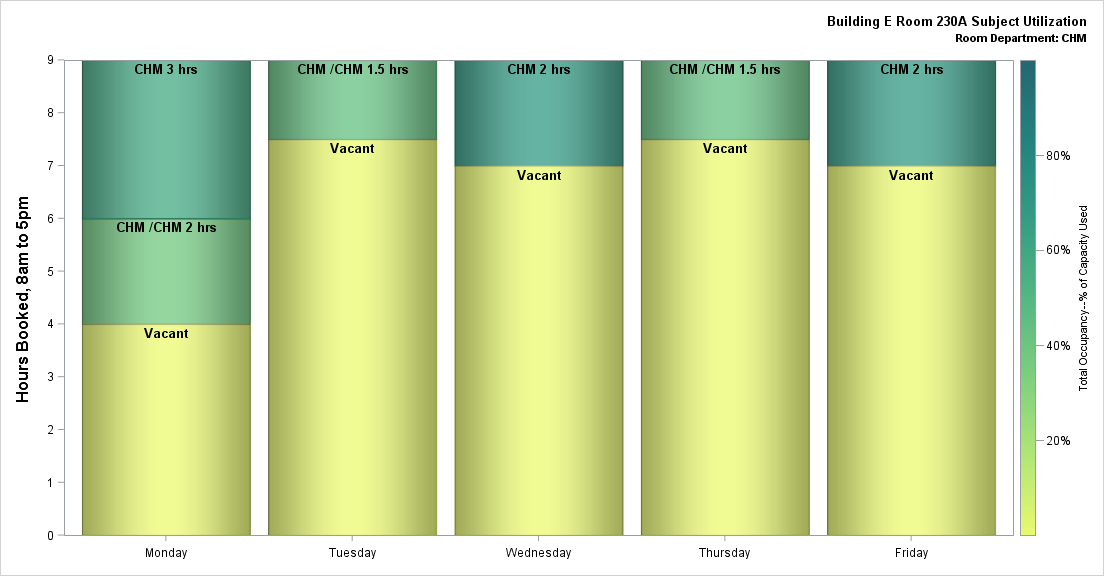 Building E Room 230A Subject Utilization
Room Department: CHM
Hours Booked, 8am to 5pm
9
8
7
6
5
4
3
2
1
0
CHM 3 hrs
CHM /CHM 2 hrs
Vacant
CHM /CHM 1.5 hrs
Vacant
CHM 2 hrs
Vacant
CHM /CHM 1.5 hrs
Vacant
CHM 2 hrs
Vacant
Monday
Tuesday
Wednesday
Thursday
Friday
80%
60%
40%
20%
Total Occupancy--% of Capacity Used